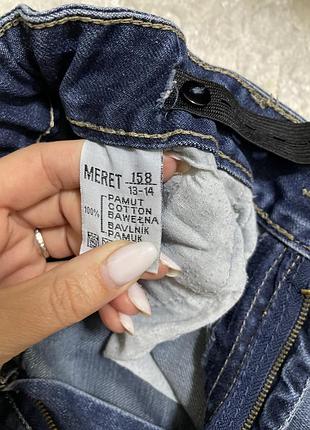 MERET 158
13-14
100%
PAMUT
COTTON
BAWEŁNA
BAVLNÍK
PAMUK